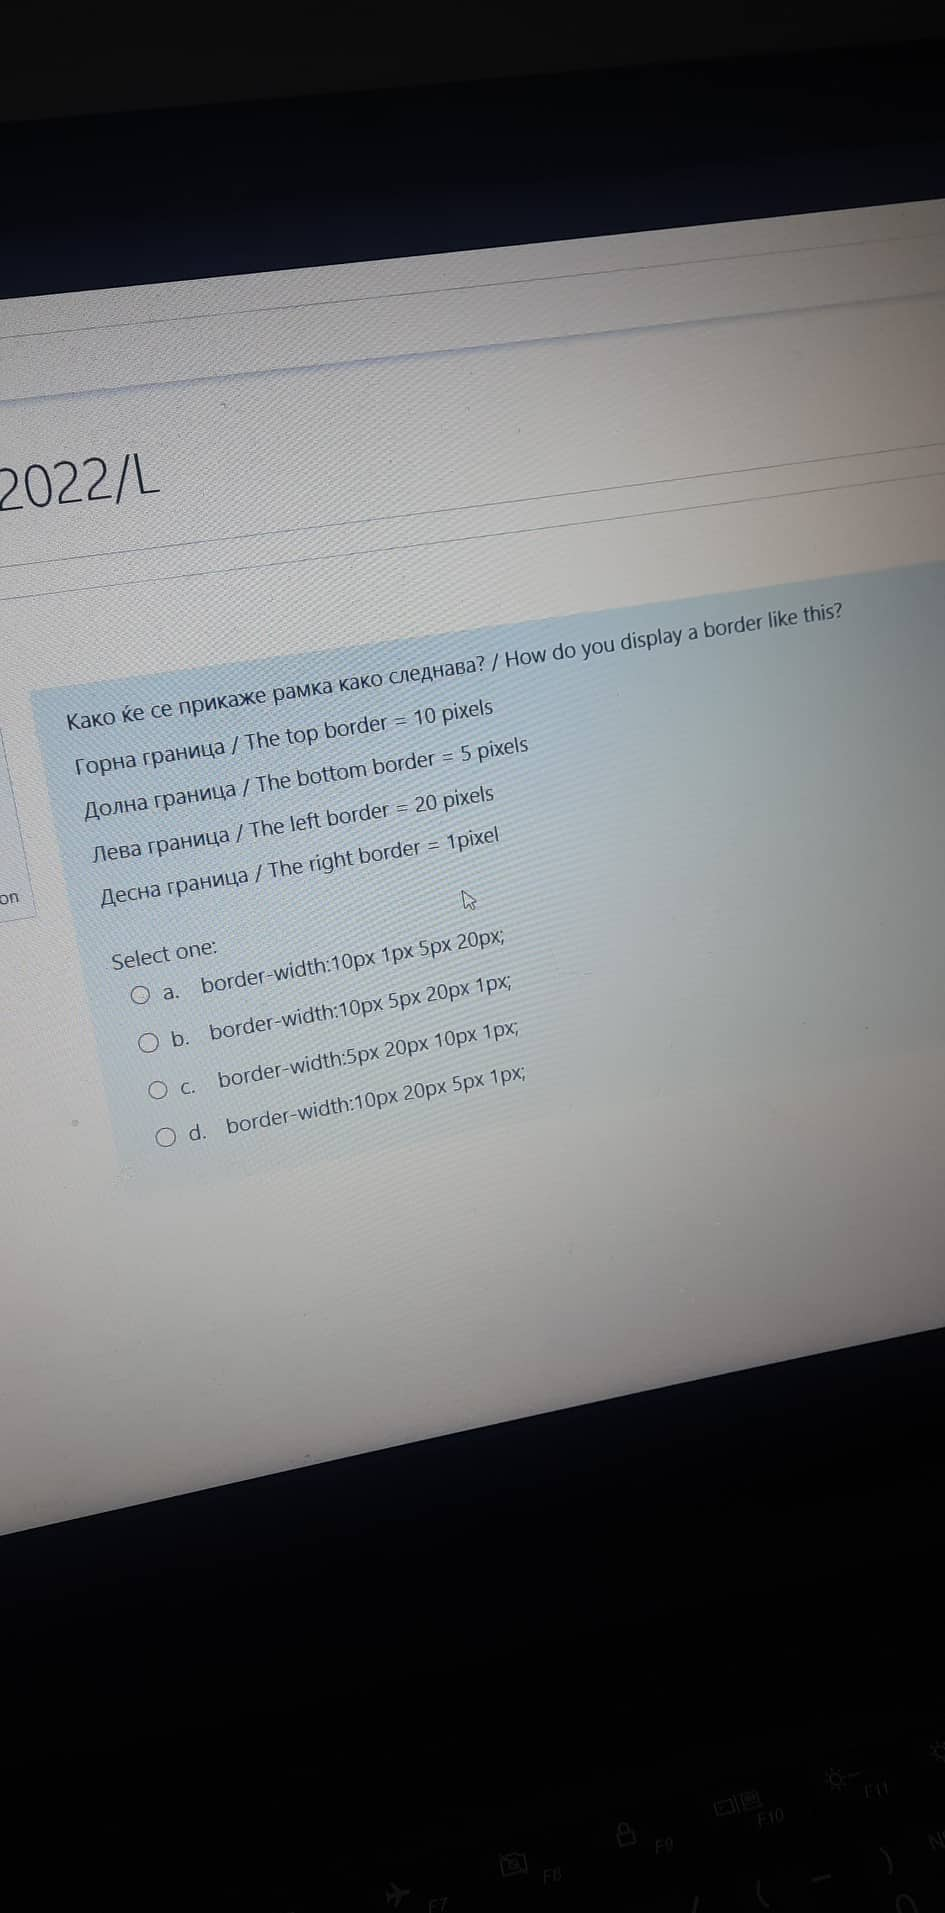 2022/L
Како ќе се прикаже рамка како следнава? / How do you display a border like this?
Горна граница / The top border = 10 pixels
Долна граница / The bottom border = 5 pixels
Лева граница / The left border = 20 pixels
Десна граница / The right border = 1pixel
on
Select one:
a. border-width:10px 1px 5px 20px;
b. border-width:10px 5px 20px 1px;
c. border-width:5px 20px 10px 1px;
d. border-width:10px 20px 5px 1px;
F7 F8 F9 F10 F11